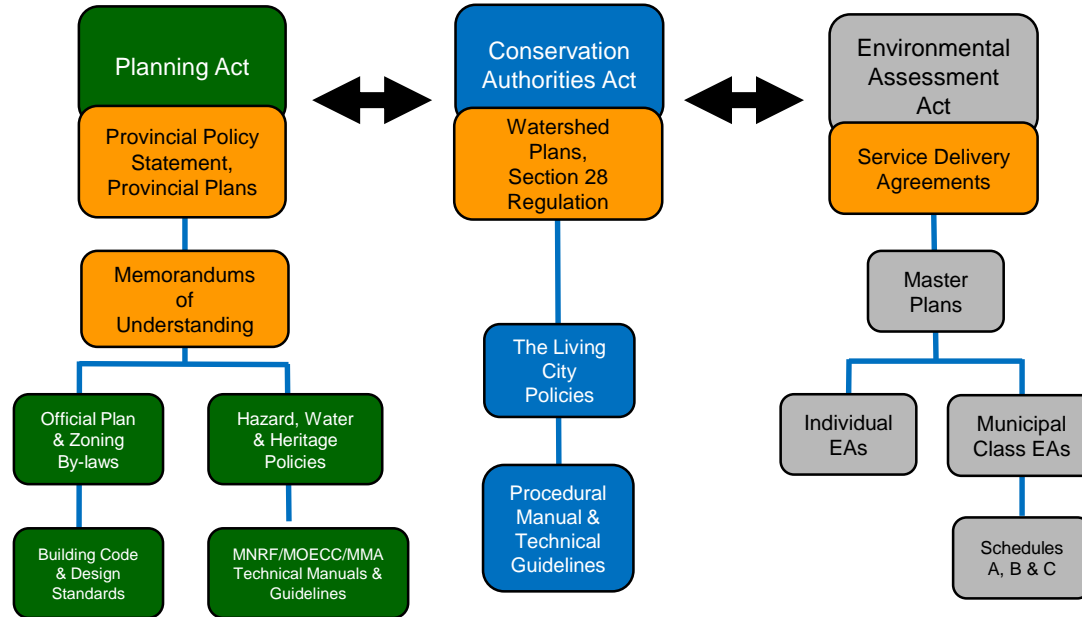 Planning Act
Conservation
Authorities Act
Environmental
Assessment
Act
Provincial Policy
Statement,
Provincial Plans
Watershed
Plans,
Section 28
Regulation
Service Delivery
Agreements
Memorandums
of
Understanding
Master
Plans
The Living
City
Policies
Official Plan
& Zoning
By-laws
Hazard, Water
& Heritage
Policies
Individual
EAs
Municipal
Class EAs
Procedural
Manual &
Technical
Guidelines
Building Code
& Design
Standards
MNRF/MOECC/MMA
Technical Manuals &
Guidelines
Schedules
A, B & C